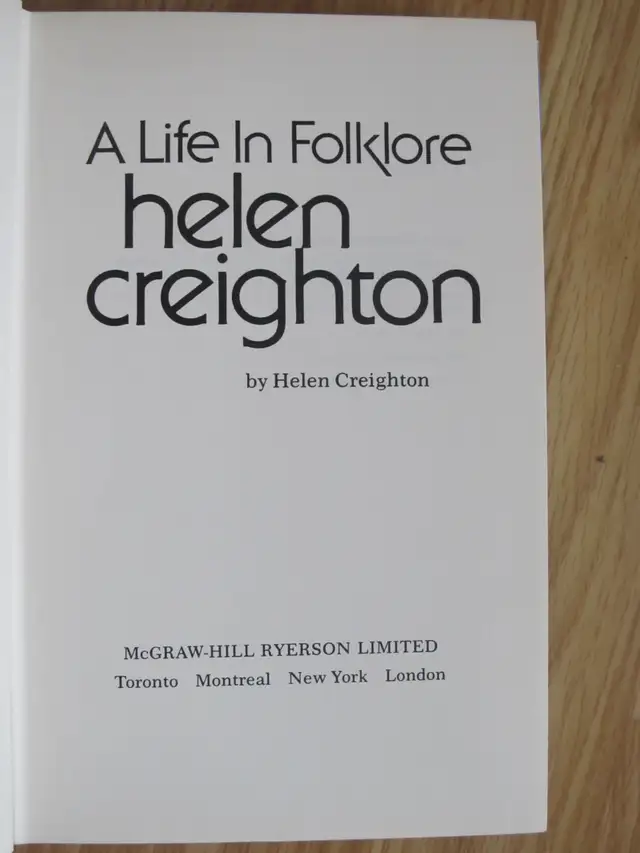 A Life In Folklore
helen
creighton
by Helen Creighton
McGRAW-HILL RYERSON LIMITED
Toronto Montreal New York London